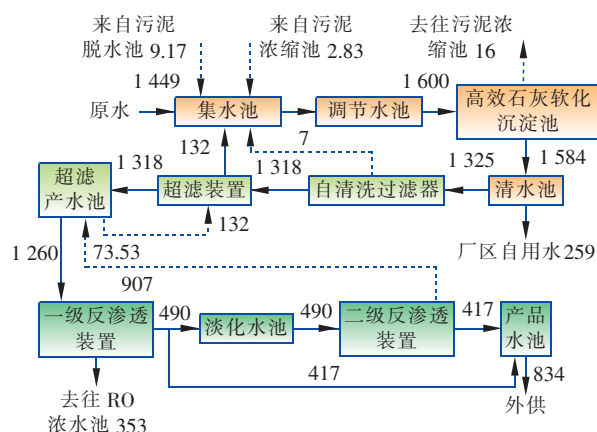 来自污泥
脱水池 9.17
来自污泥
浓缩池 2.83
去往污泥浓
缩池 16
1 449
原水
集水池
调节水池
1 600
高效石灰软化
沉淀池
132
7
1 318
超滤
产水池
超滤装置
1 318
自清洗过滤器
1 325
清水池
1 584
132
厂区自用水259
1 260
73.53
907
一级反渗透
装置
490
淡化水池
490
二级反渗透
装置
417
产品
水池
417
834
去往 RO
浓水池 353
外供